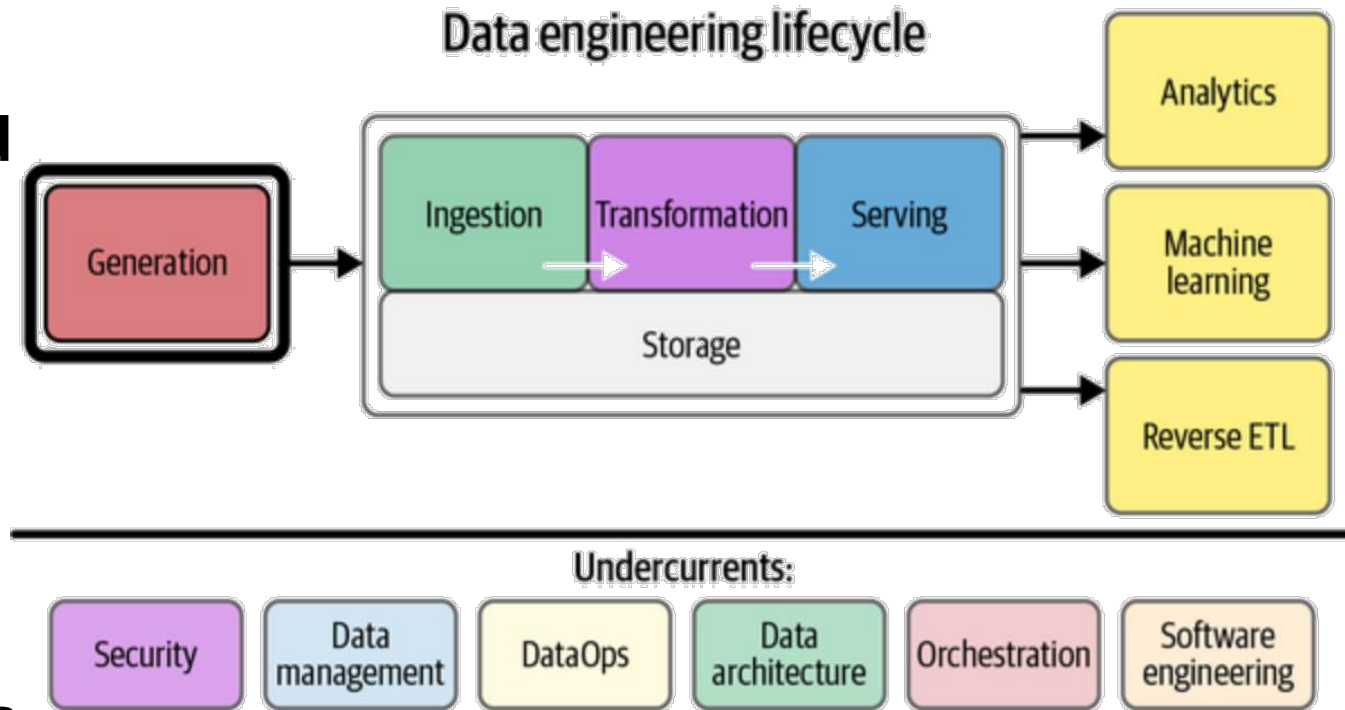 Data engineering lifecycle
Generation
Ingestion
Transformation
Serving
Storage
Analytics
Machine
learning
Reverse ETL
Undercurrents:
Security
Data
management
DataOps
Data
architecture
Orchestration
Software
engineering